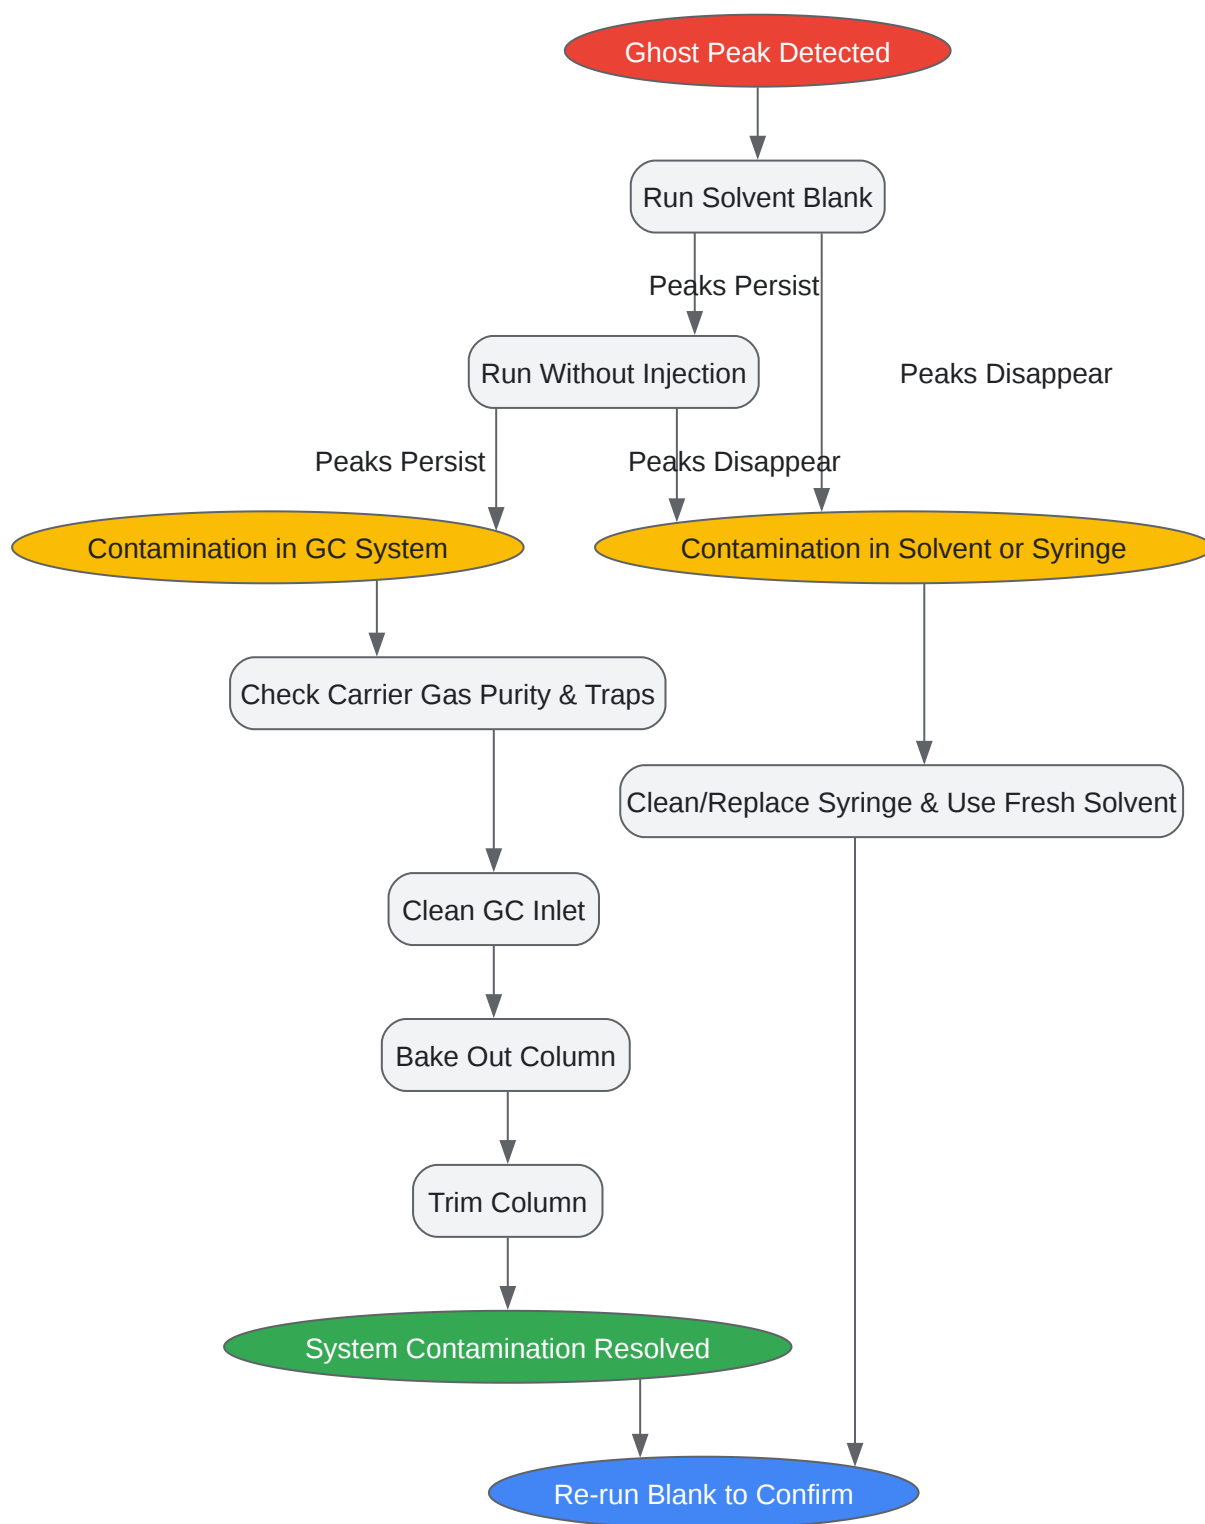 Ghost Peak Detected
Run Solvent Blank
Peaks Persist
Run Without Injection
Peaks Disappear
Peaks Persist
Peaks Disappear
Contamination in GC System
Contamination in Solvent or Syringe
Check Carrier Gas Purity & Traps
Clean/Replace Syringe & Use Fresh Solvent
Clean GC Inlet
Bake Out Column
Trim Column
System Contamination Resolved
Re-run Blank to Confirm